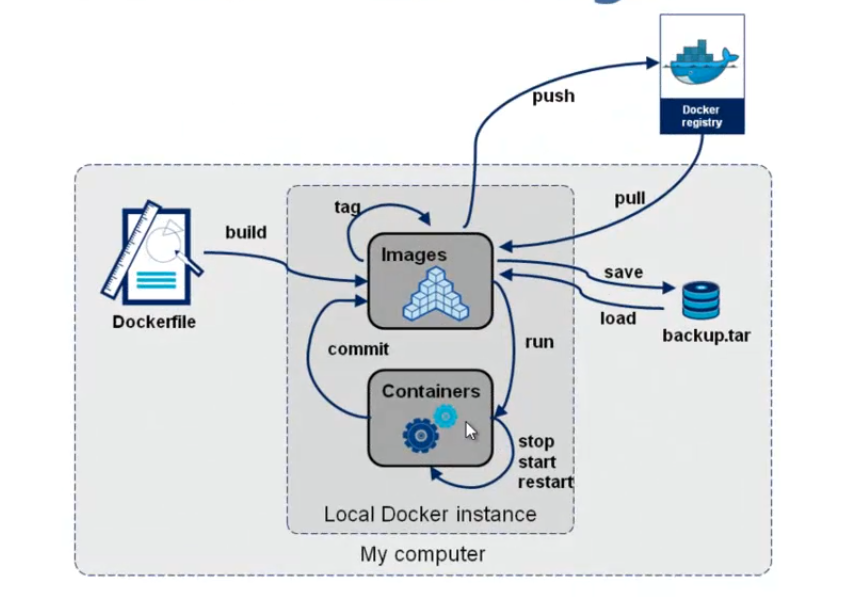 push
Docker
registry
pull
tag
build
Images
save
load
backup.tar
Dockerfile
commit
run
Containers
stop
start
restart
Local Docker instance
My computer